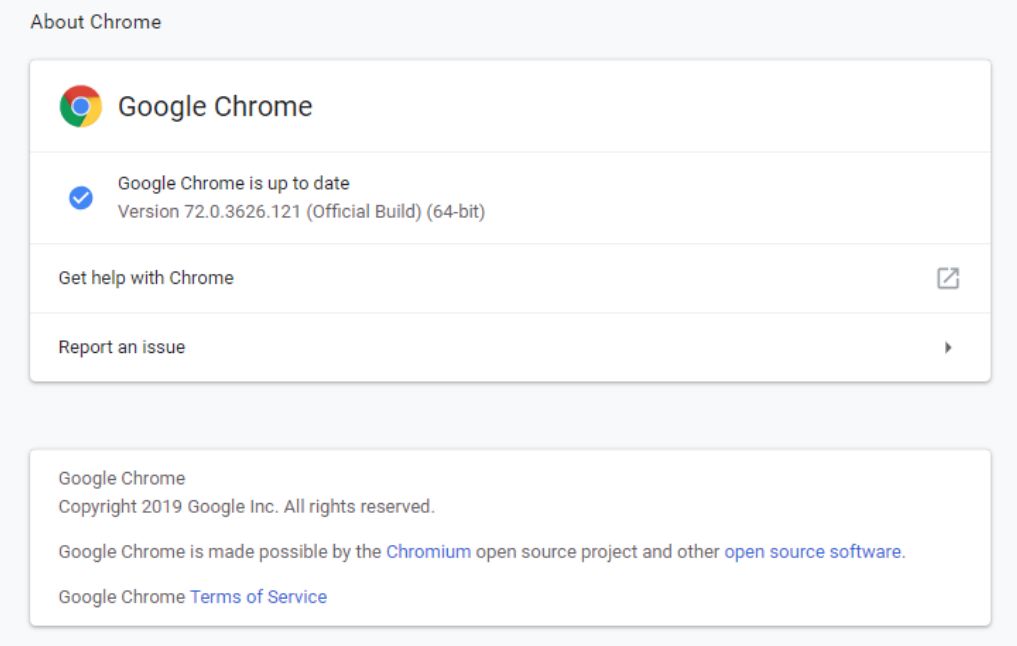 About Chrome
Google Chrome
Google Chrome is up to date
Version 72.0.3626.121 (Official Build) (64-bit)
Get help with Chrome
Report an issue
Google Chrome
Copyright 2019 Google Inc. All rights reserved.
Google Chrome is made possible by the Chromium open source project and other open source software.
Google Chrome Terms of Service